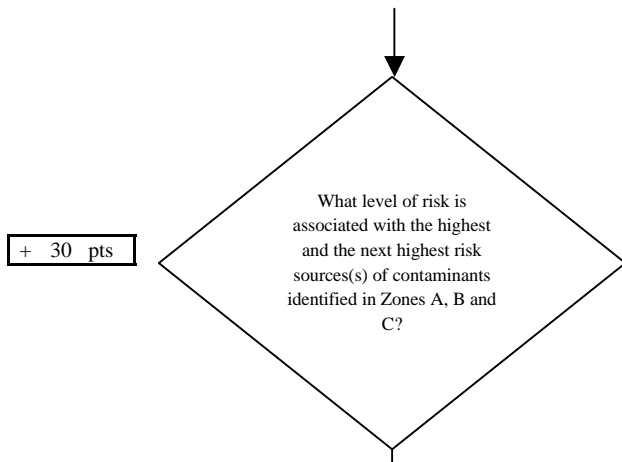 What level of risk is
associated with the highest
and the next highest risk
sources(s) of contaminants
identified in Zones A, B and
C?
+ 30 pts